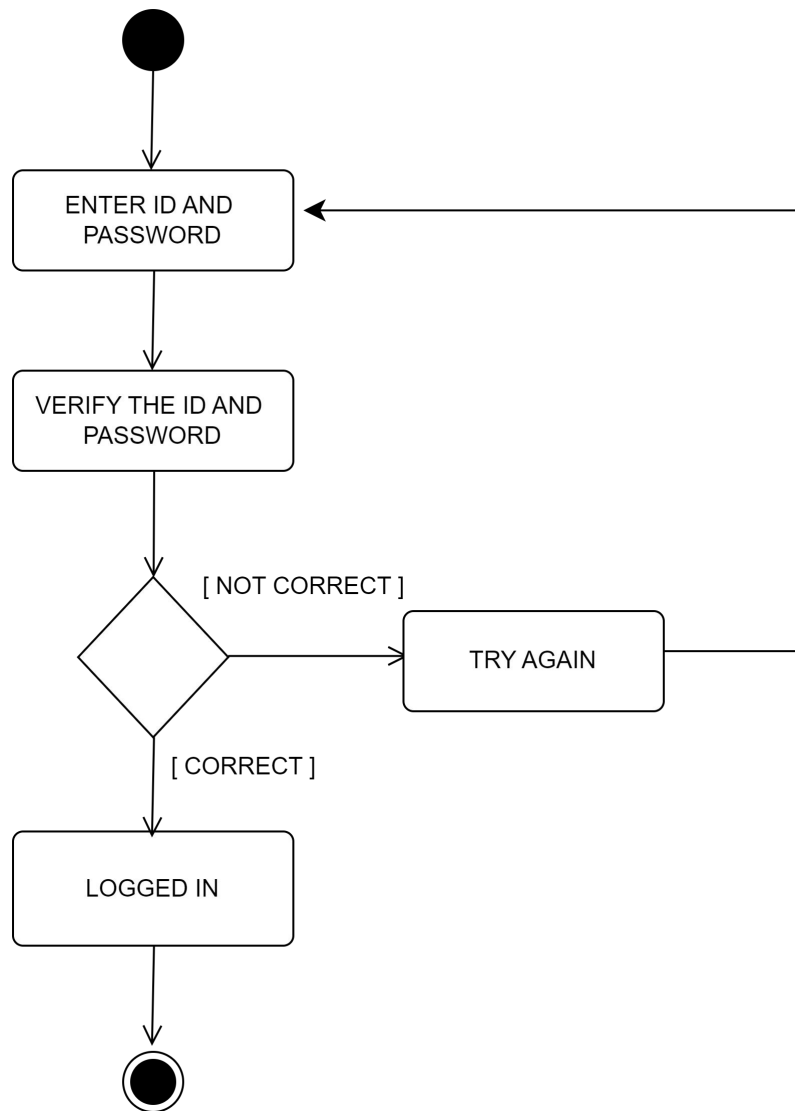 ENTER ID AND
PASSWORD
VERIFY THE ID AND
PASSWORD
[ NOT CORRECT ]
TRY AGAIN
[ CORRECT ]
LOGGED IN